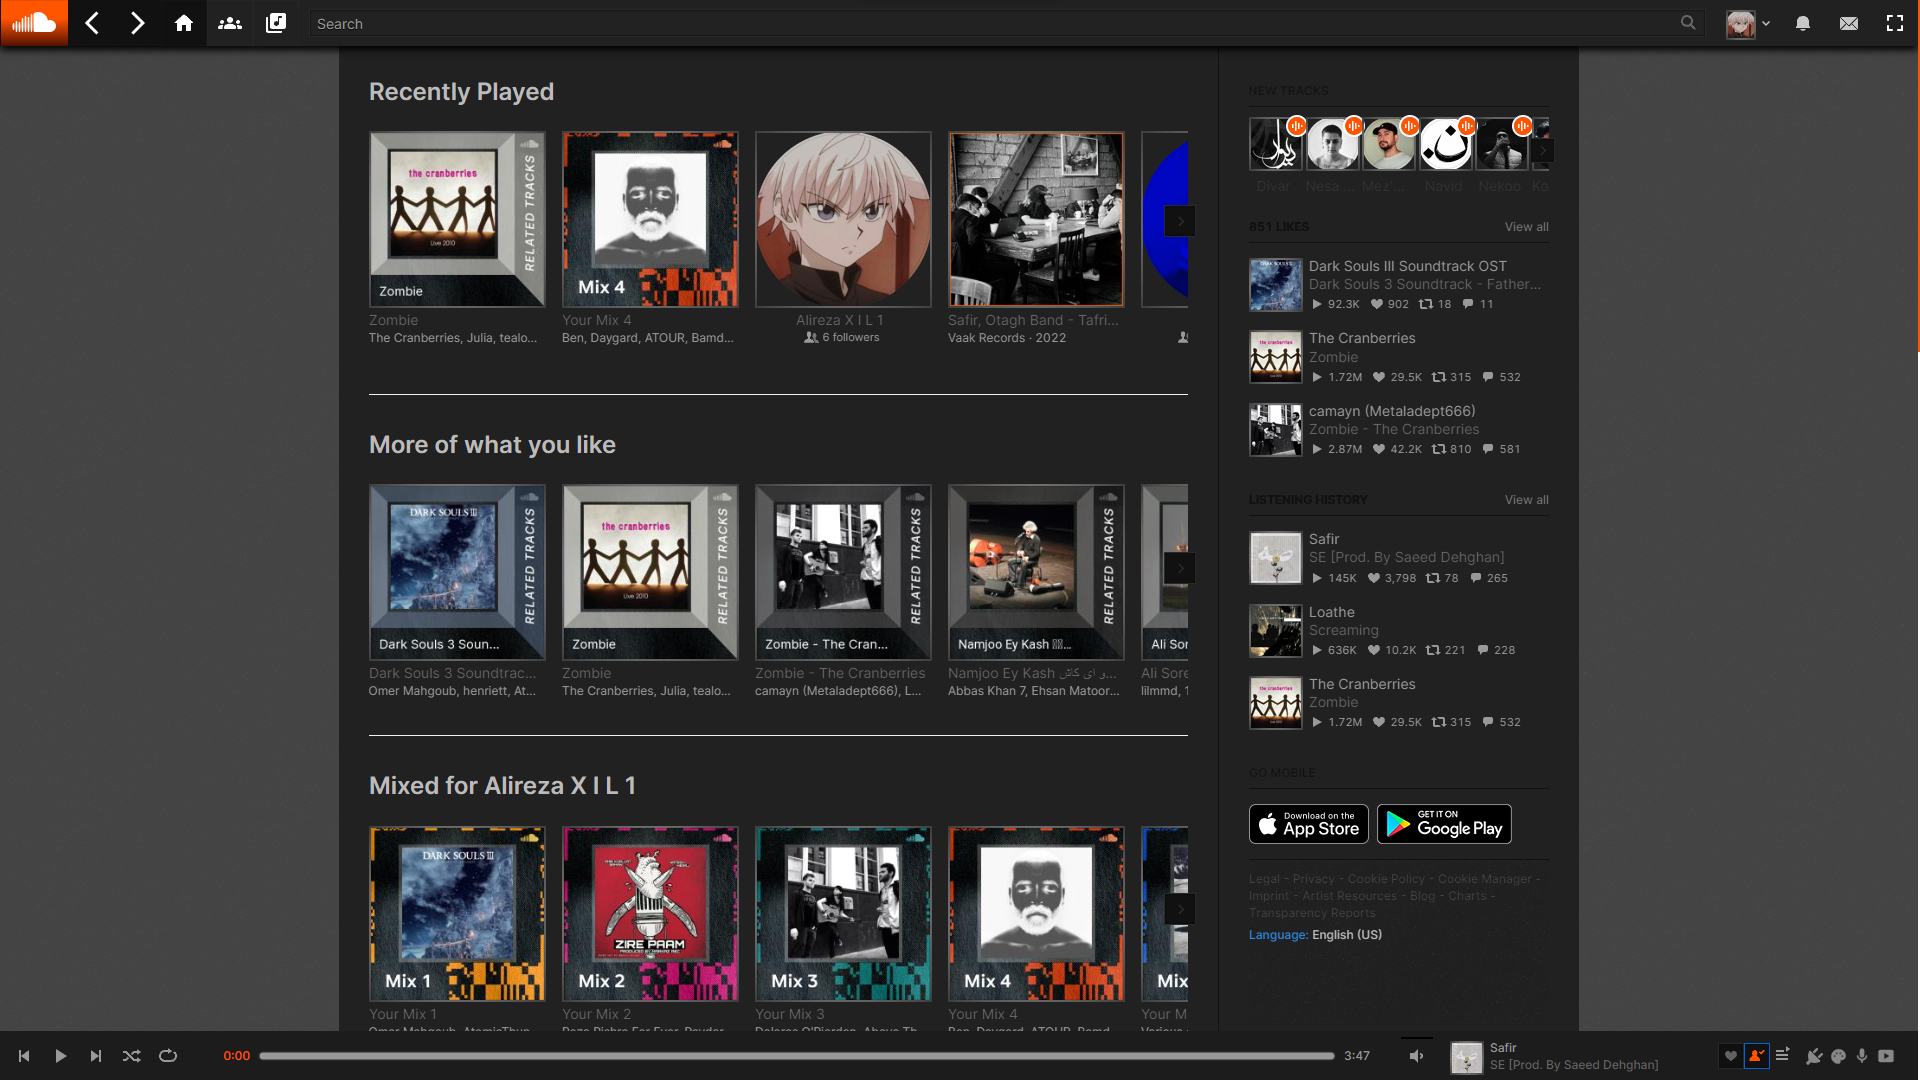 Search
Recently Played
the cranberries
Live 2010
RELATED TRACKS
Zombie
Mix 4
Zombie
The Cranberries, Julia, tealo...
Your Mix 4
Ben, Daygard, ATOUR, Bamd...
Alireza X I L 1
6 followers
Safir, Otagh Band - Tafri...
Vaak Records · 2022
More of what you like
DARK SOULS III
RELATED TRACKS
Dark Souls 3 Soun...
the cranberries
Live 2010
RELATED TRACKS
Zombie
RELATED TRACKS
Zombie - The Cran...
RELATED TRACKS
Namjoo Ey Kash
Ali Sor
Dark Souls 3 Soundtrac...
Omer Mahgoub, henriett, At...
Zombie
The Cranberries, Julia, tealo...
Zombie - The Cranberries
camayn (Metaladept666), L...
Namjoo Ey Kash و ای کاش...
Abbas Khan 7, Ehsan Matoor...
Ali Sore
lilmmd, 1
Mixed for Alireza X I L 1
DARK SOULS III
Mix 1
ZIRE PAAM
Mix 2
Mix 3
Mix 4
Mix
Your Mix 1
Your Mix 2
Your Mix 3
Your Mix 4
Your M
NEW TRACKS
Divar
Nesa ...
Mez'...
Navid
Nekoo
Ko
851 LIKES
View all
Dark Souls III Soundtrack OST
Dark Souls 3 Soundtrack - Father...
92.3K 902 18 11
The Cranberries
Zombie
1.72M 29.5K 315 532
camayn (Metaladept666)
Zombie - The Cranberries
2.87M 42.2K 810 581
LISTENING HISTORY
View all
Safir
SE [Prod. By Saeed Dehghan]
145K 3,798 78 265
Loathe
Screaming
636K 10.2K 221 228
The Cranberries
Zombie
1.72M 29.5K 315 532
GO MOBILE
Download on the
App Store
GET IT ON
Google Play
Legal - Privacy - Cookie Policy - Cookie Manager -
Imprint - Artist Resources - Blog - Charts -
Transparency Reports
Language: English (US)
0:00
3:47
Safir
SE [Prod. By Saeed Dehghan]